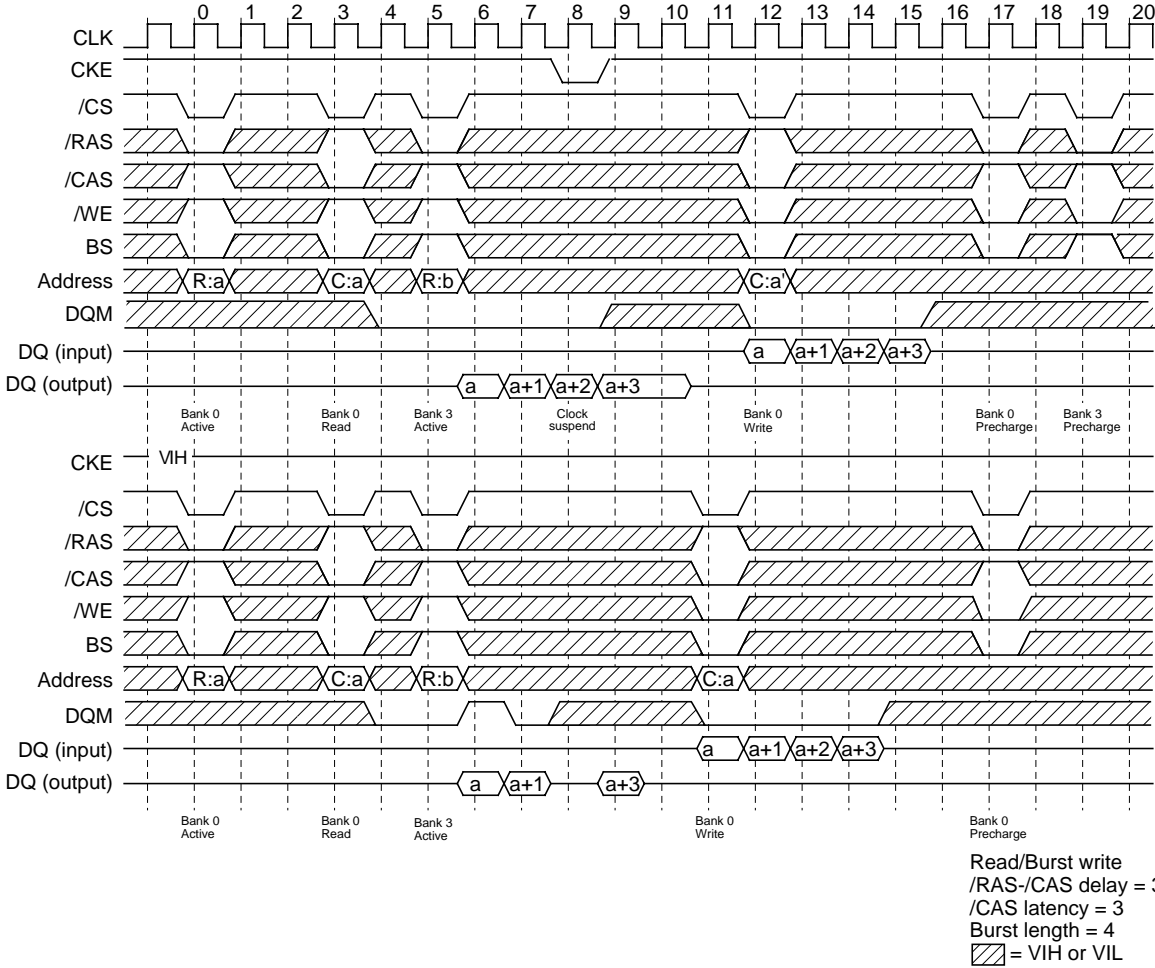 0 1 2 3 4 5 6 7 8 9 10 11 12 13 14 15 16 17 18 19 20
CLK
CKE
/CS
/RAS
/CAS
/WE
BS
Address R:a C:a R:b C:a'
DQM
DQ (input) a a+1 a+2 a+3
DQ (output) a a+1 a+2 a+3
Bank 0 Bank 0 Bank 3 Clock Bank 0 Bank 0 Bank 3
Active Read Active suspend Write Precharge Precharge
CKE VIH
/CS
/RAS
/CAS
/WE
BS
Address R:a C:a R:b C:a
DQM
DQ (input) a a+1 a+2 a+3
DQ (output) a a+1 a+3
Bank 0 Bank 0 Bank 3 Bank 0 Bank 0
Active Read Active Write Precharge
Read/Burst write
/RAS-/CAS delay = 3
/CAS latency = 3
Burst length = 4
= VIH or VIL